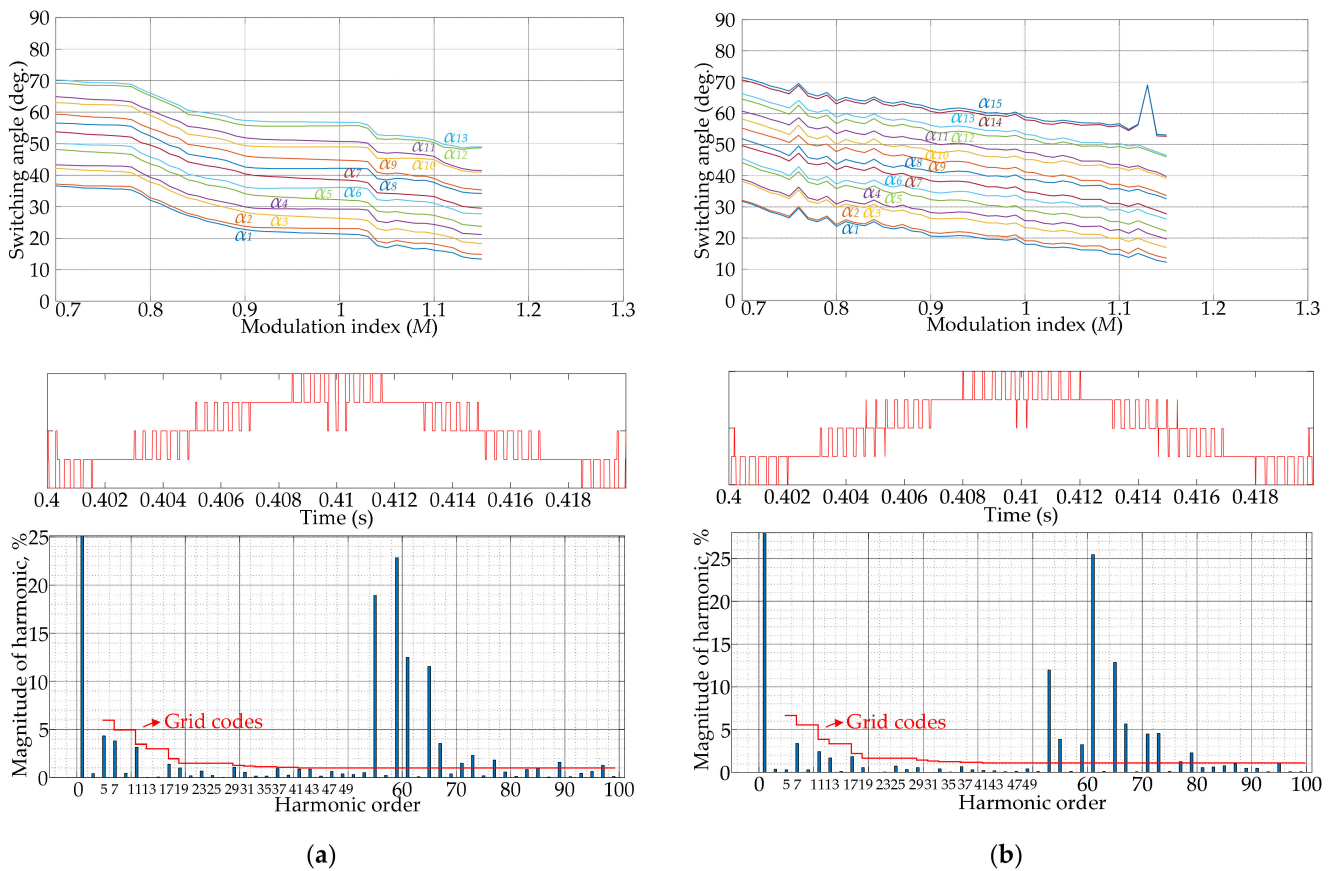 90
80
70
60
50
40
30
20
10
0
Switching angle (deg.)
α13
α12
α11
α10
α9
α8
α7
α6
α5
α4
α3
α2
α1
0.7 0.8 0.9 1 1.1 1.2 1.3
Modulation index (M)
90
80
70
60
50
40
30
20
10
0
Switching angle (deg.)
α15
α14
α13
α12
α11
α10
α9
α8
α7
α6
α5
α4
α3
α2
α1
0.7 0.8 0.9 1 1.1 1.2 1.3
Modulation index (M)
0.4 0.402 0.404 0.406 0.408 0.41 0.412 0.414 0.416 0.418
Time (s)
0.4 0.402 0.404 0.406 0.408 0.41 0.412 0.414 0.416 0.418
Time (s)
25
20
15
10
5
0
Magnitude of harmonic, %
Grid codes
0 5 7 11 13 17 19 23 25 29 31 35 37 41 43 47 49 60 70 80 90 100
Harmonic order
25
20
15
10
5
0
Magnitude of harmonic, %
Grid codes
0 5 7 11 13 17 19 23 25 29 31 35 37 41 43 47 49 60 70 80 90 100
Harmonic order
(a)
(b)